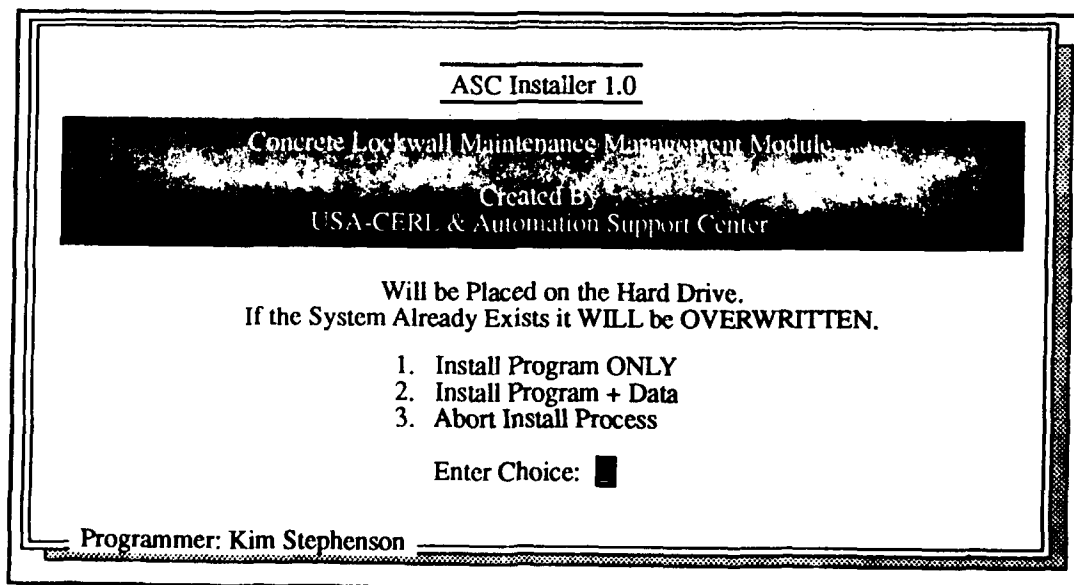 ASC Installer 1.0
Concrete Lockwall Maintenance Management Module
Created By
USA-CERL & Automation Support Center
Will be Placed on the Hard Drive.
If the System Already Exists it WILL be OVERWRITTEN.
1. Install Program ONLY
2. Install Program + Data
3. Abort Install Process
Enter Choice:
Programmer: Kim Stephenson